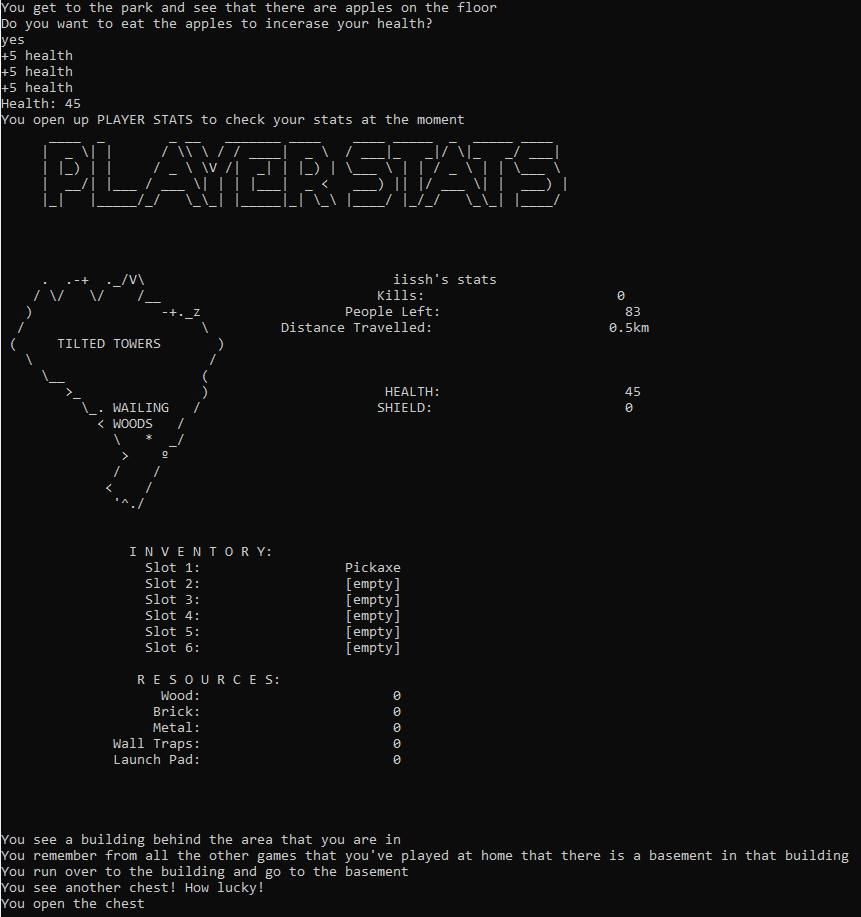 You get to the park and see that there are apples on the floor
Do you want to eat the apples to incerase your health?
yes
+5 health
+5 health
+5 health
Health: 45
You open up PLAYER STATS to check your stats at the moment
PLAYER STATS
iissh's stats
Kills: 0
People Left: 83
Distance Travelled: 0.5km
TILTED TOWERS
HEALTH: 45
WAILING
SHIELD: 0
WOODS
I N V E N T O R Y:
Slot 1: Pickaxe
Slot 2: [empty]
Slot 3: [empty]
Slot 4: [empty]
Slot 5: [empty]
Slot 6: [empty]
R E S O U R C E S:
Wood: 0
Brick: 0
Metal: 0
Wall Traps: 0
Launch Pad: 0
You see a building behind the area that you are in
You remember from all the other games that you've played at home that there is a basement in that building
You run over to the building and go to the basement
You see another chest! How lucky!
You open the chest